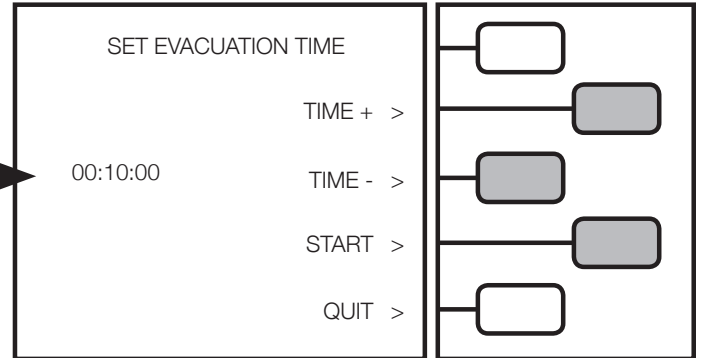 SET EVACUATION TIME
TIME + >
00:10:00 TIME - >
START >
QUIT >